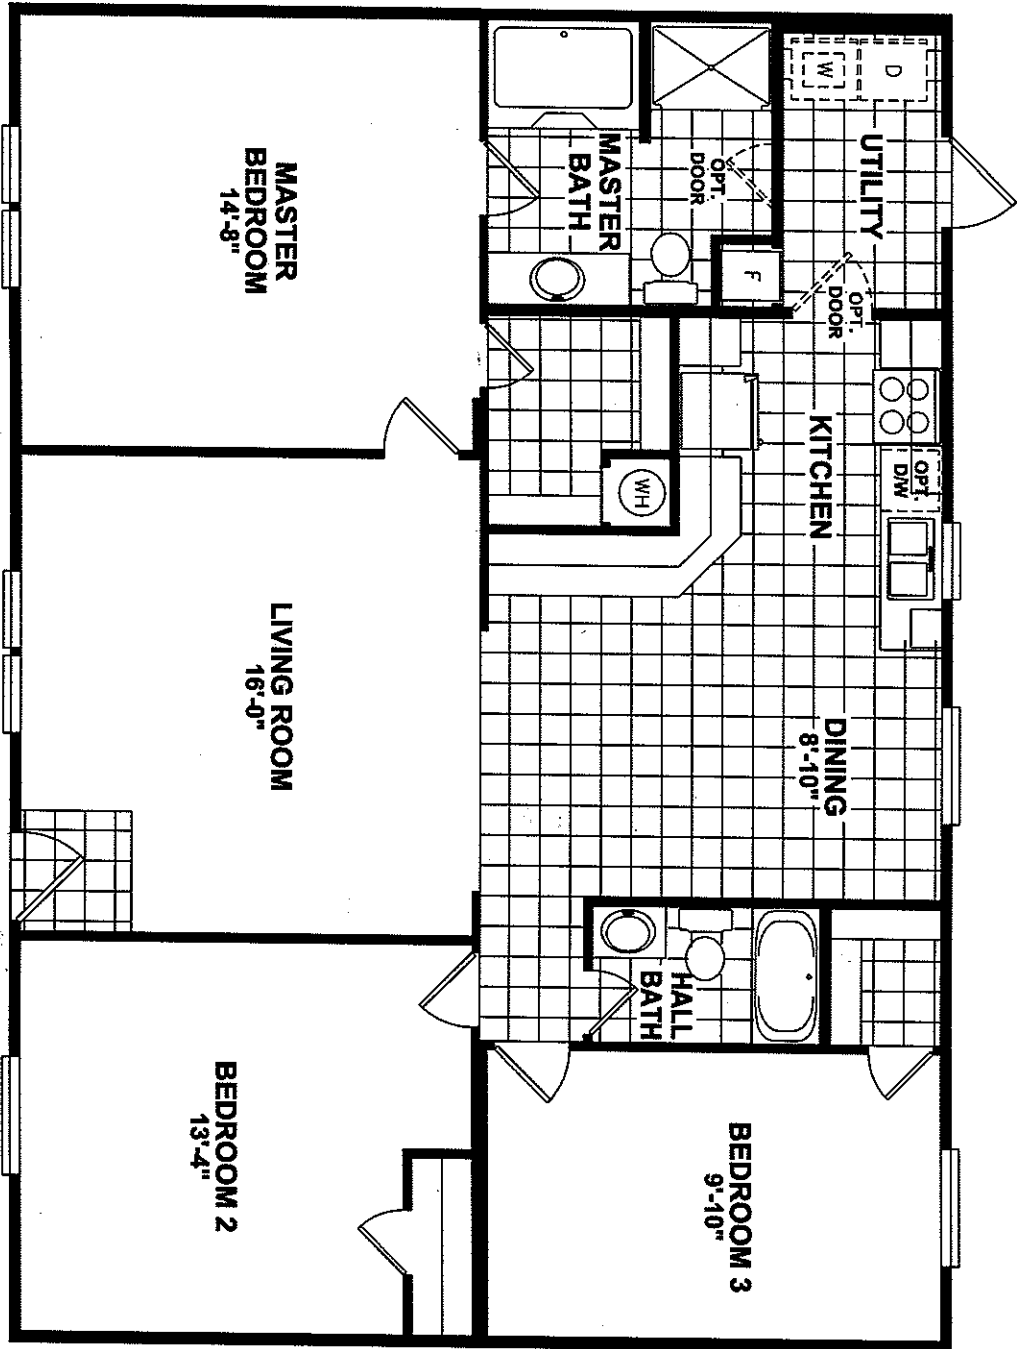 D
W
UTILITY
OPT.
DOOR
MASTER
BATH
F
OPT.
DOOR
MASTER
BEDROOM
14'-8"
KITCHEN
OPT.
D/W
WH
LIVING ROOM
16'-0"
DINING
8'-10"
HALL
BATH
BEDROOM 2
13'-4"
BEDROOM 3
9'-10"